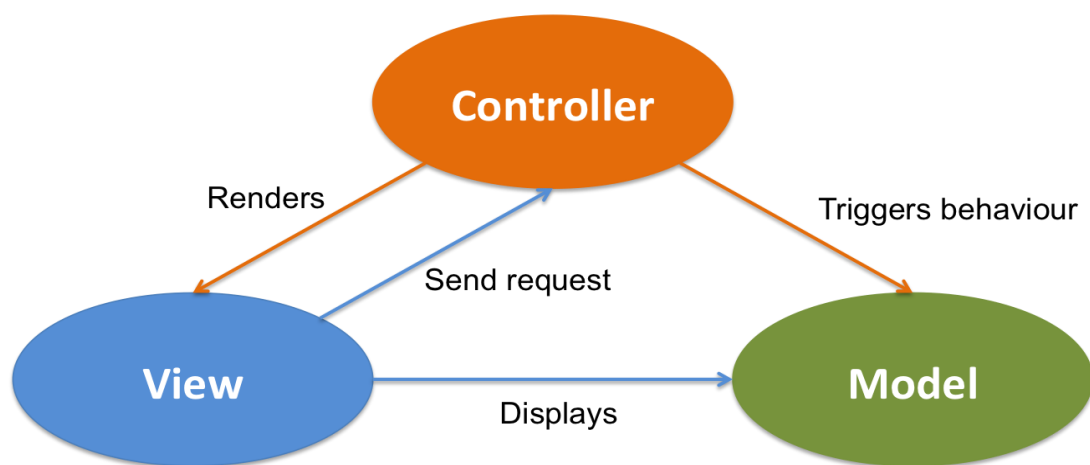 Controller
Renders
Triggers behaviour
Send request
View
Model
Displays